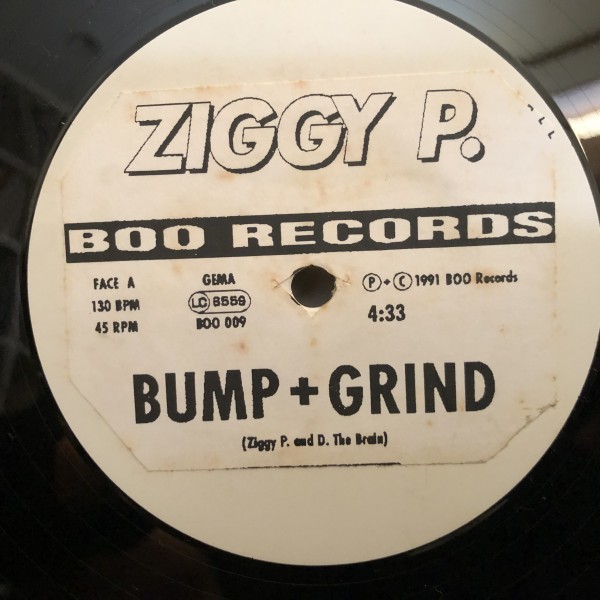 ZIGGY P.
BOO RECORDS
FACE A
130 BPM
45 RPM
GEMA
LC 8559
BOO 009
Ⓟ + Ⓒ 1991 BOO Records
4:33
BUMP + GRIND
(Ziggy P. and D. The Brain)